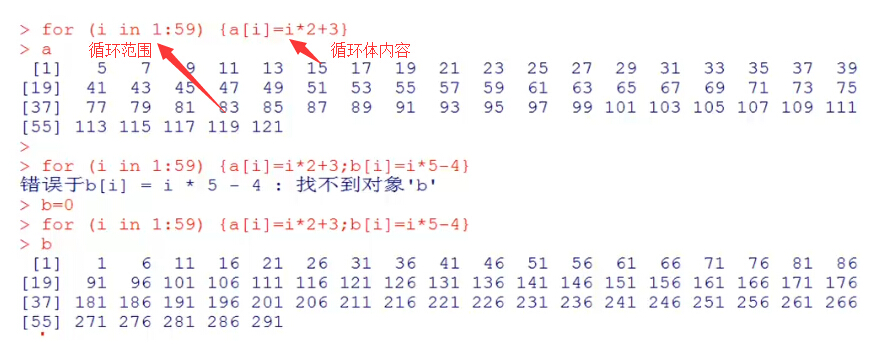 > for (i in 1:59) {a[i]=i*2+3}
> a
循环范围
循环体内容
[1] 5 7 9 11 13 15 17 19 21 23 25 27 29 31 33 35 37 39
[19] 41 43 45 47 49 51 53 55 57 59 61 63 65 67 69 71 73 75
[37] 77 79 81 83 85 87 89 91 93 95 97 99 101 103 105 107 109 111
[55] 113 115 117 119 121
>
> for (i in 1:59) {a[i]=i*2+3;b[i]=i*5-4}
错误于b[i] = i * 5 - 4 : 找不到对象'b'
> b=0
> for (i in 1:59) {a[i]=i*2+3;b[i]=i*5-4}
> b
[1] 1 6 11 16 21 26 31 36 41 46 51 56 61 66 71 76 81 86
[19] 91 96 101 106 111 116 121 126 131 136 141 146 151 156 161 166 171 176
[37] 181 186 191 196 201 206 211 216 221 226 231 236 241 246 251 256 261 266
[55] 271 276 281 286 291